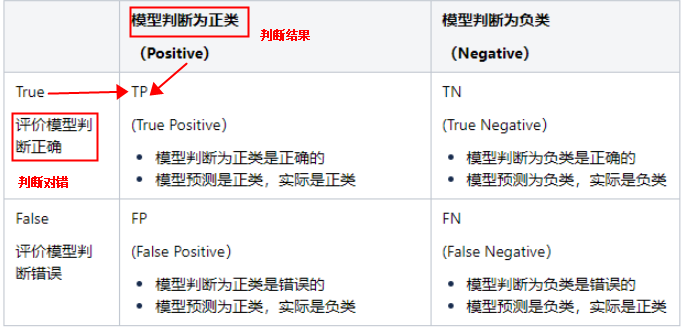 模型判断为正类
（Positive）
判断结果
模型判断为负类
（Negative）
True
评价模型判
断正确
判断对错
TP
(True Positive)
模型判断为正类是正确的
模型预测是正类，实际是正类
TN
(True Negative)
模型判断为负类是正确的
模型预测为负类，实际是负类
False
评价模型判
断错误
FP
(False Positive)
模型判断为正类是错误的
模型预测为正类，实际是负类
FN
(False Negative)
模型判断为负类是错误的
模型预测是负类，实际是正类